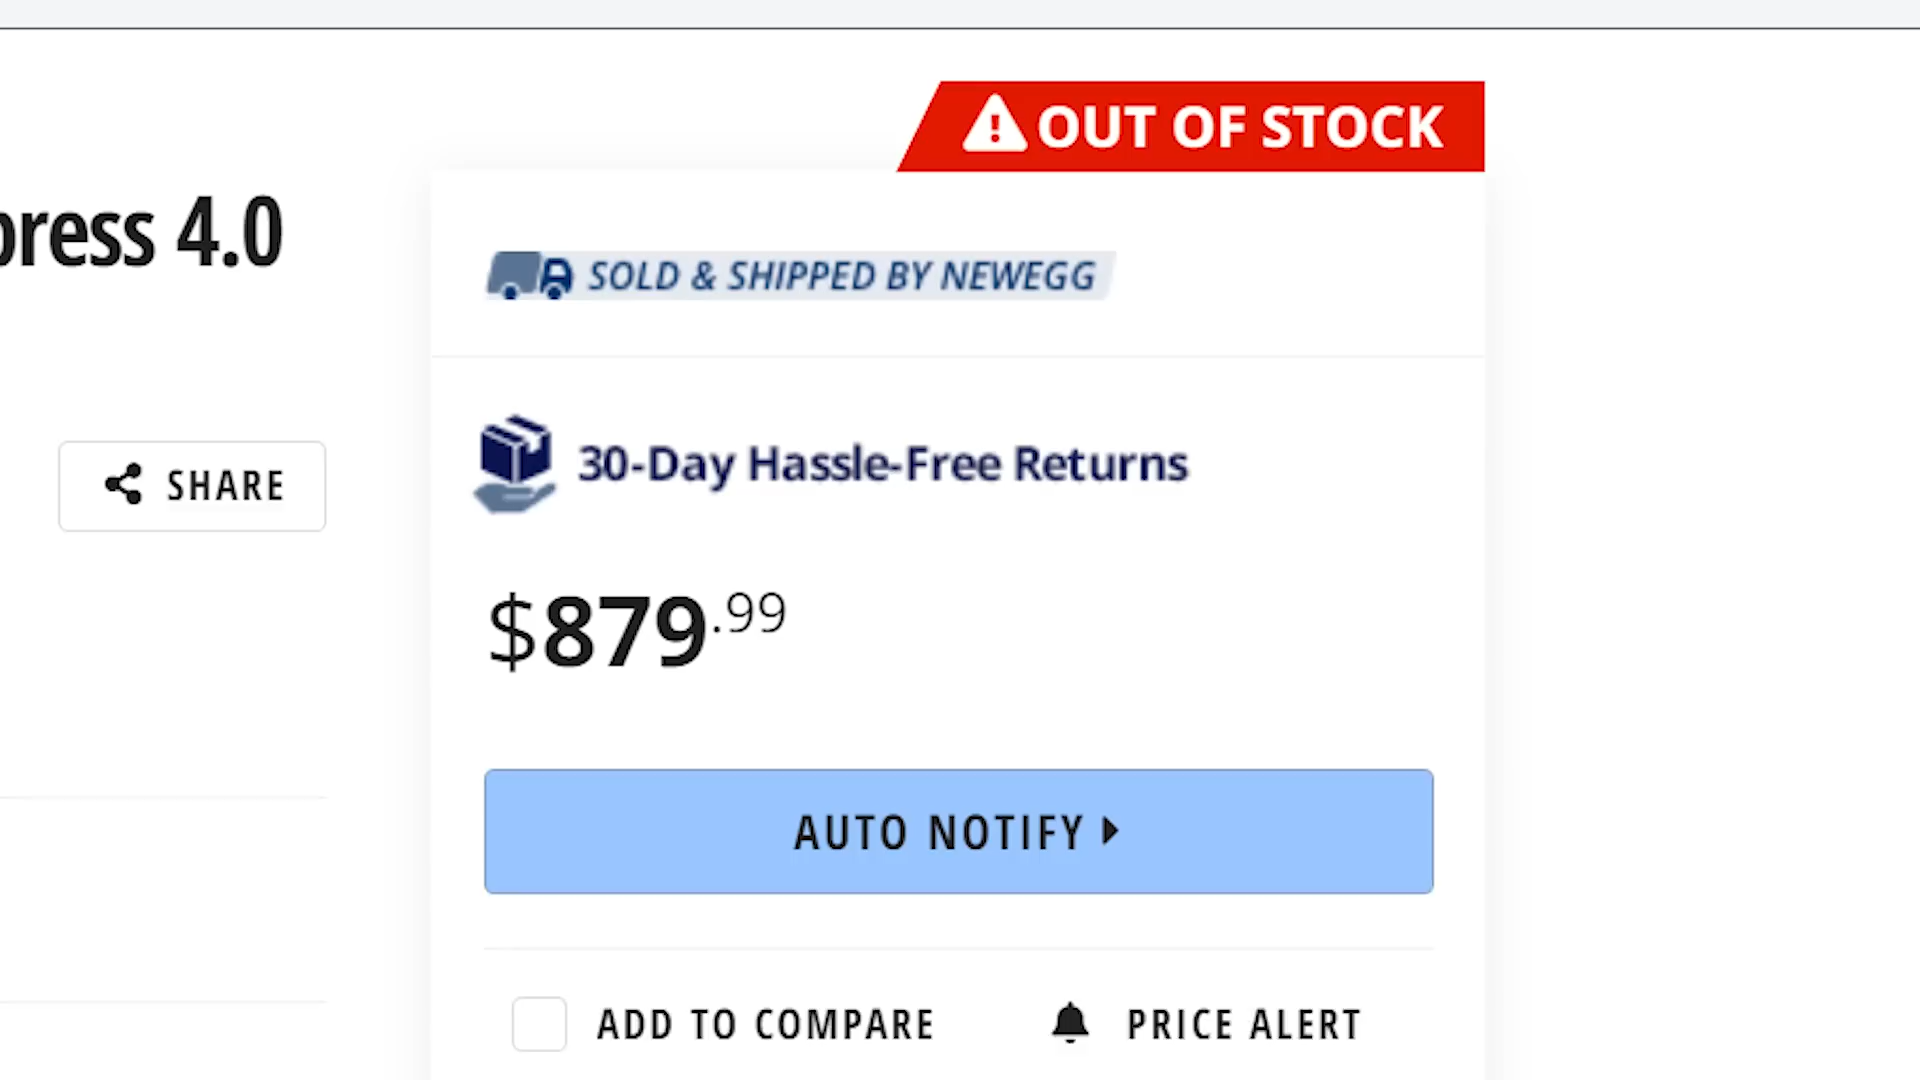 OUT OF STOCK
press 4.0
SOLD & SHIPPED BY NEWEGG
30-Day Hassle-Free Returns
SHARE
$879.99
AUTO NOTIFY
ADD TO COMPARE
PRICE ALERT